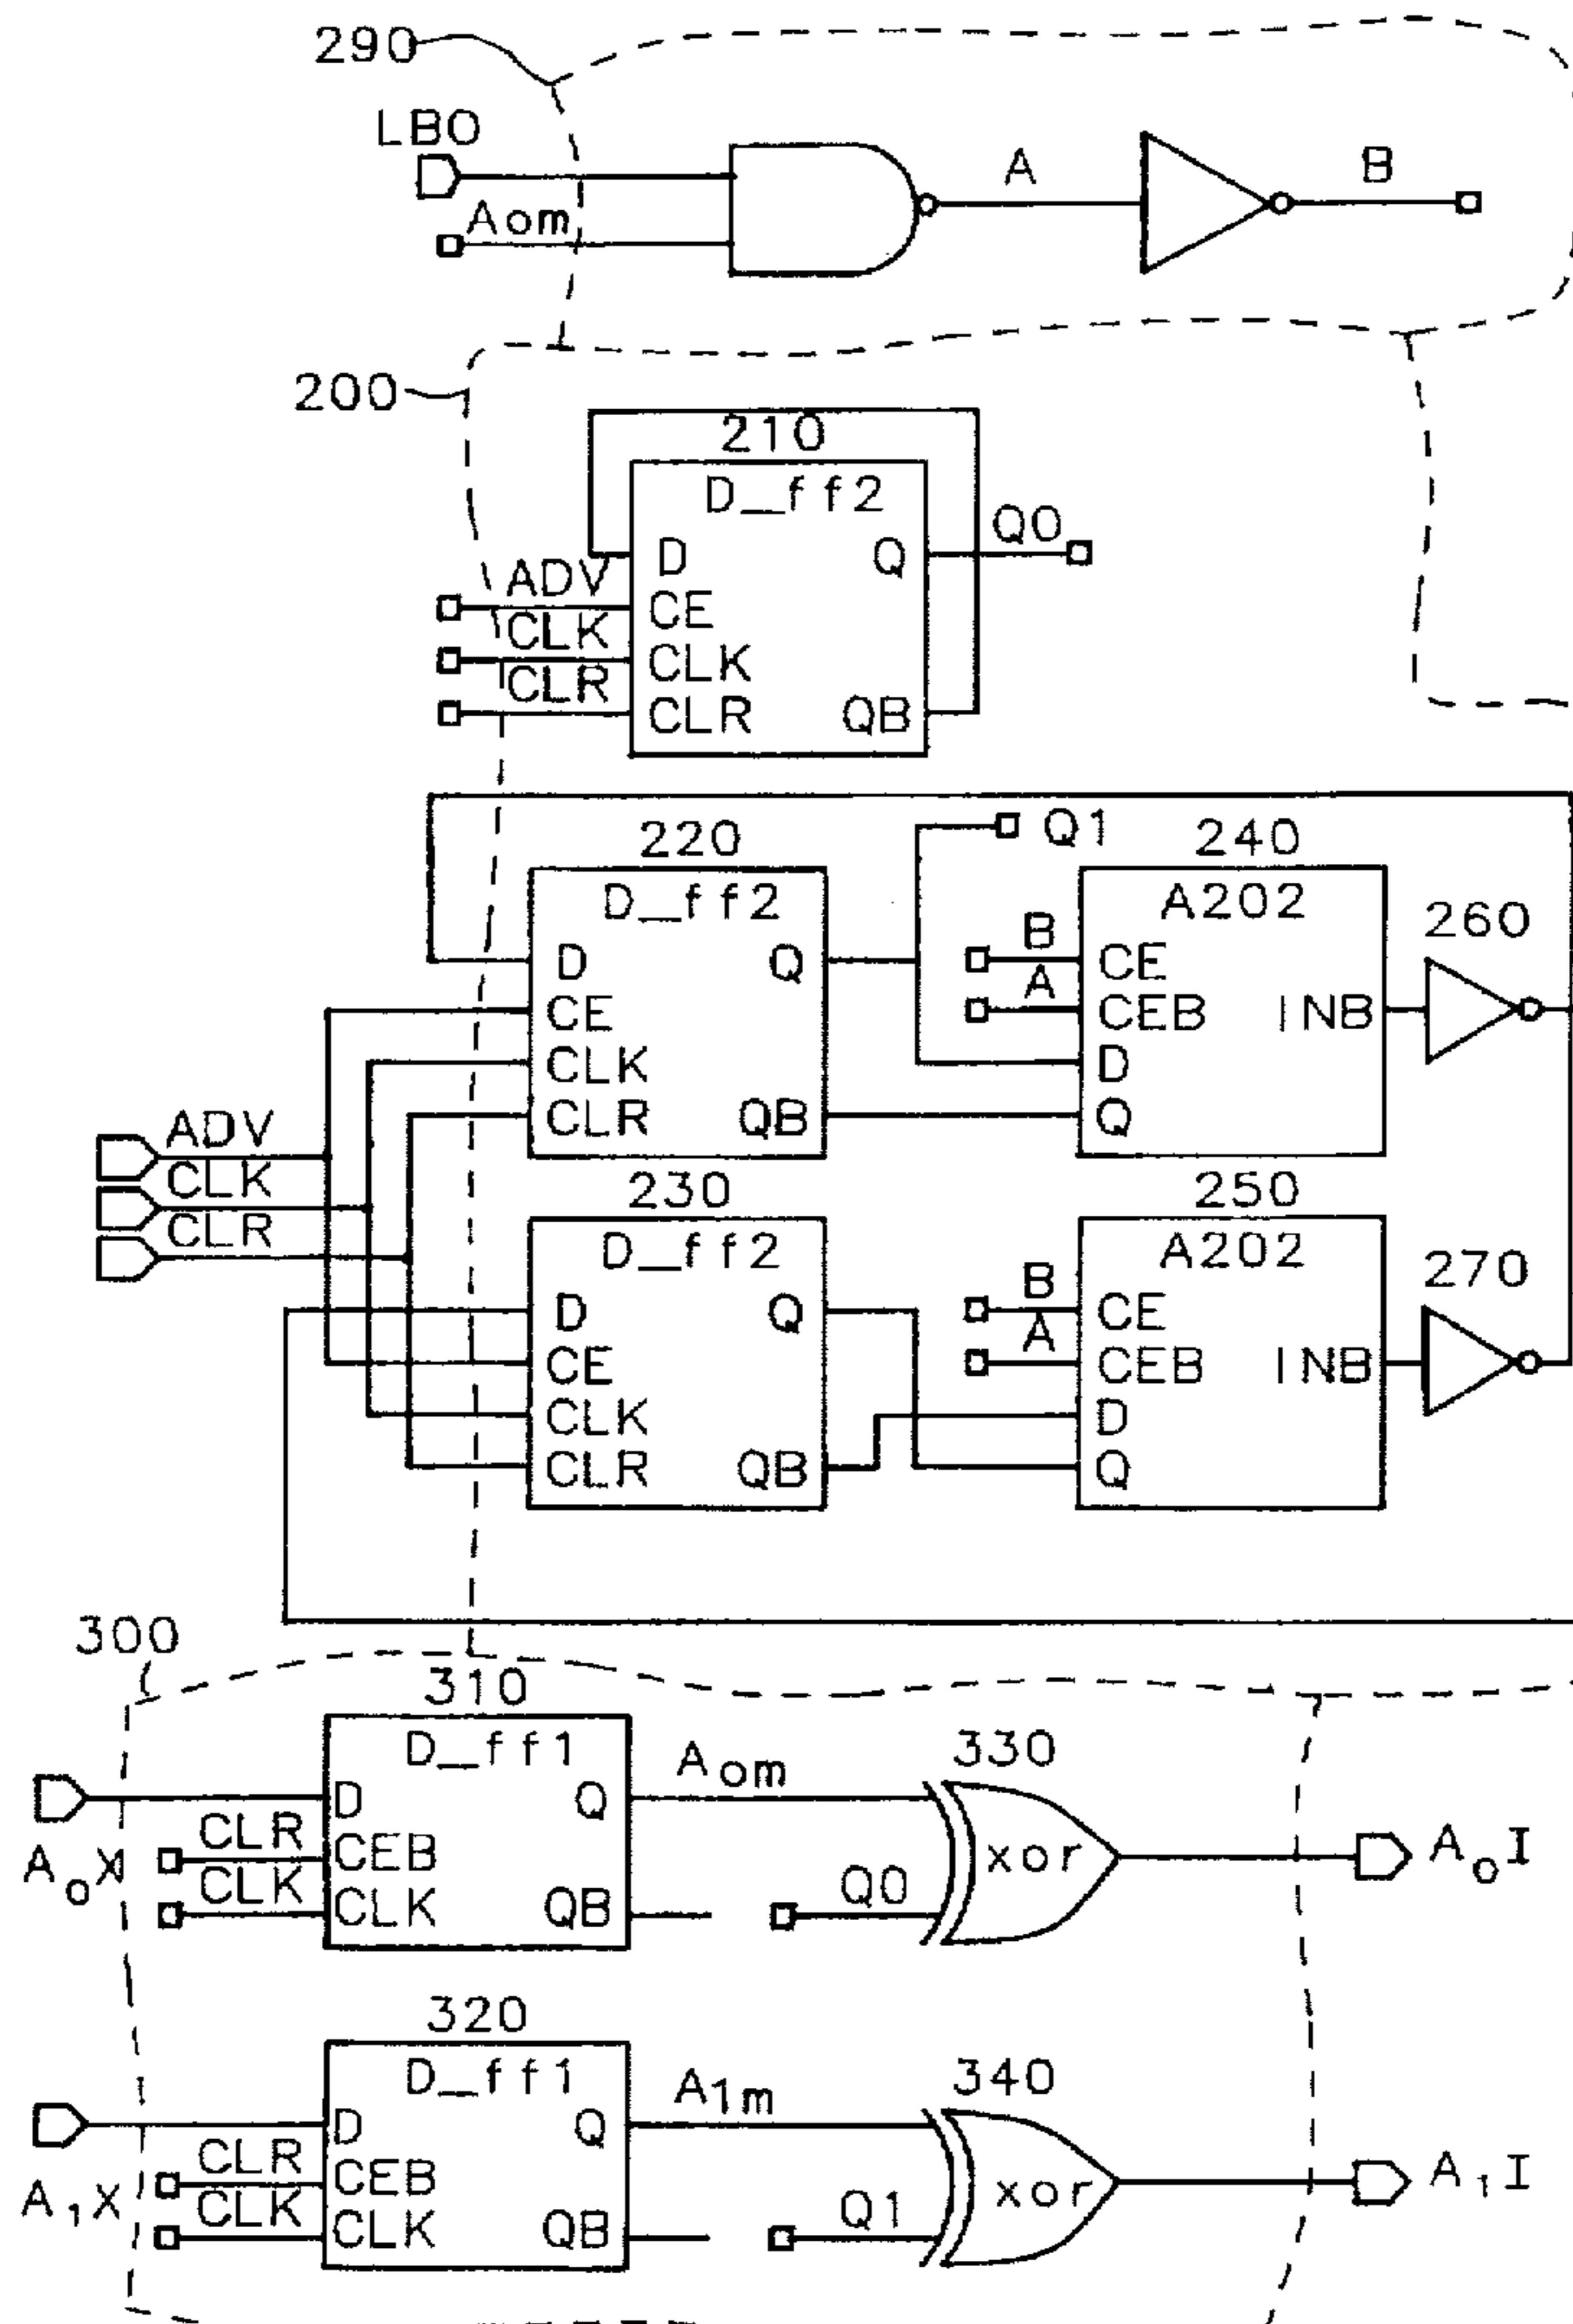 290
LBO
Aom
A
B
200
210
D_ff2
D
Q
Q0
ADV
CE
CLK
CLK
CLR
CLR
QB
220
D_ff2
D
Q
CE
CLK
CLR
QB
Q1
240
A202
B
CE
A
CEB
INB
D
Q
260
ADV
CLK
CLR
230
D_ff2
D
Q
CE
CLK
CLR
QB
250
A202
B
CE
A
CEB
INB
D
Q
270
300
310
D_ff1
D
Q
A0X
CLR
CEB
CLK
CLK
QB
Aom
330
xor
Q0
A0I
320
D_ff1
D
Q
A1X
CLR
CEB
CLK
CLK
QB
A1m
340
xor
Q1
A1I